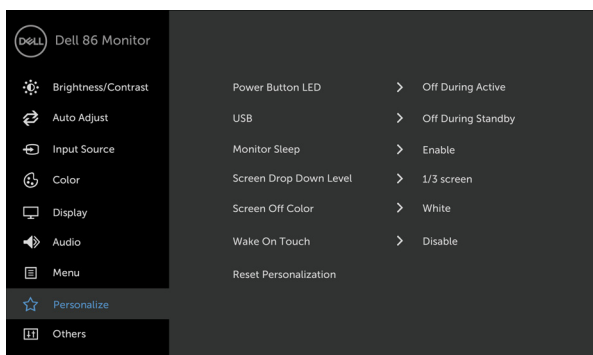 DELL Dell 86 Monitor
Brightness/Contrast
Auto Adjust
Input Source
Color
Display
Audio
Menu
Personalize
Others
Power Button LED > Off During Active
USB > Off During Standby
Monitor Sleep > Enable
Screen Drop Down Level > 1/3 screen
Screen Off Color > White
Wake On Touch > Disable
Reset Personalization